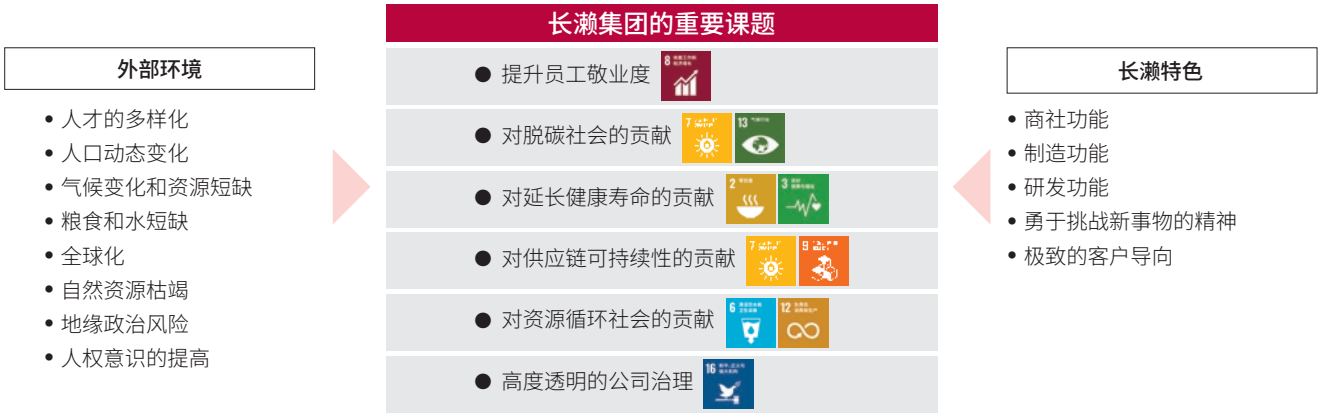 长濑集团的重要课题
外部环境
人才的多样化
人口动态变化
气候变化和资源短缺
粮食和水短缺
全球化
自然资源枯竭
地缘政治风险
人权意识的提高
● 提升员工敬业度 8
● 对脱碳社会的贡献 7 13 气候行动
● 对延长健康寿命的贡献 2 零饥饿 3
● 对供应链可持续性的贡献 7 9
● 对资源循环社会的贡献 6 12
● 高度透明的公司治理 16
长濑特色
商社功能
制造功能
研发功能
勇于挑战新事物的精神
极致的客户导向